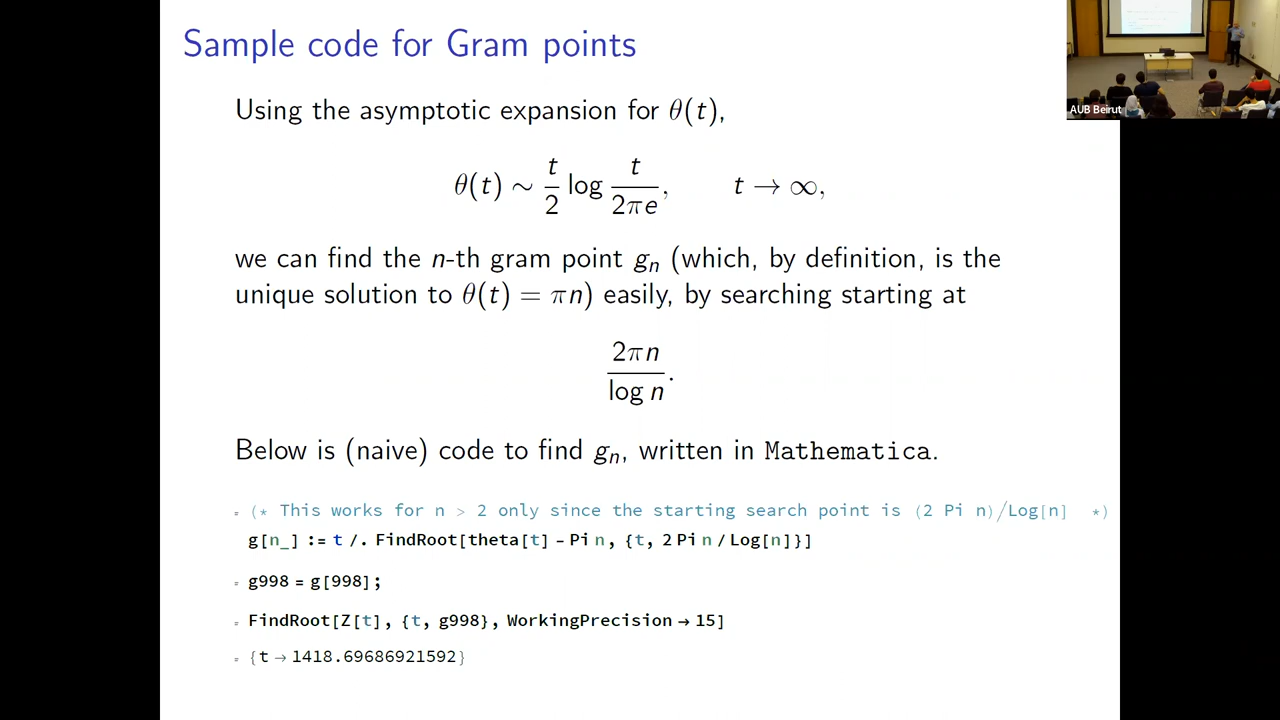 Sample code for Gram points
AUB Beirut
Using the asymptotic expansion for θ(t),
θ(t) ∼ t/2 log t/2πe, t → ∞,
we can find the n-th gram point gₙ (which, by definition, is the
unique solution to θ(t) = πn) easily, by searching starting at
2πn/log n.
Below is (naive) code to find gₙ, written in Mathematica.
(* This works for n > 2 only since the starting search point is (2 Pi n)/Log[n] *)
g[n_] := t /. FindRoot[theta[t] - Pi n, {t, 2 Pi n / Log[n]}]
g998 = g[998];
FindRoot[Z[t], {t, g998}, WorkingPrecision → 15]
{t → 1418.69686921592}